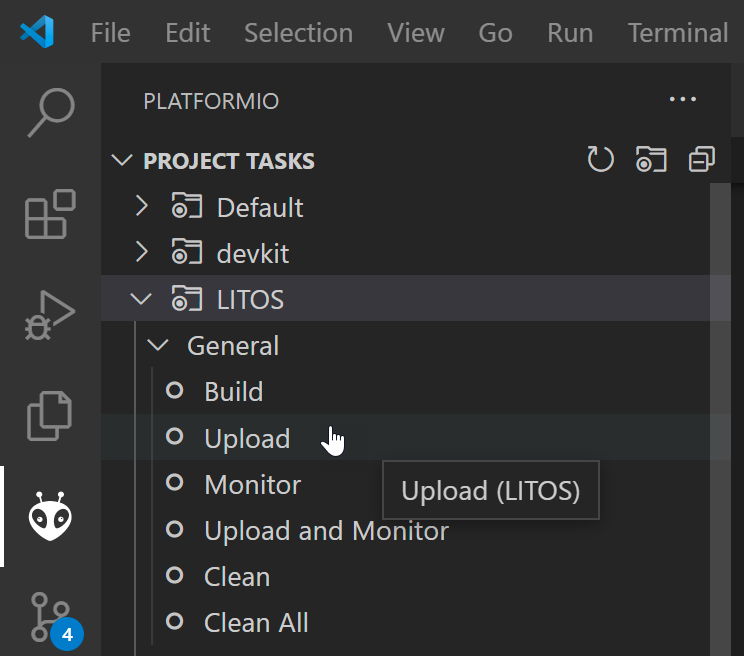 File Edit Selection View Go Run Terminal
PLATFORMIO
PROJECT TASKS
Default
devkit
LITOS
General
Build
Upload
Monitor
Upload (LITOS)
Upload and Monitor
Clean
Clean All
4